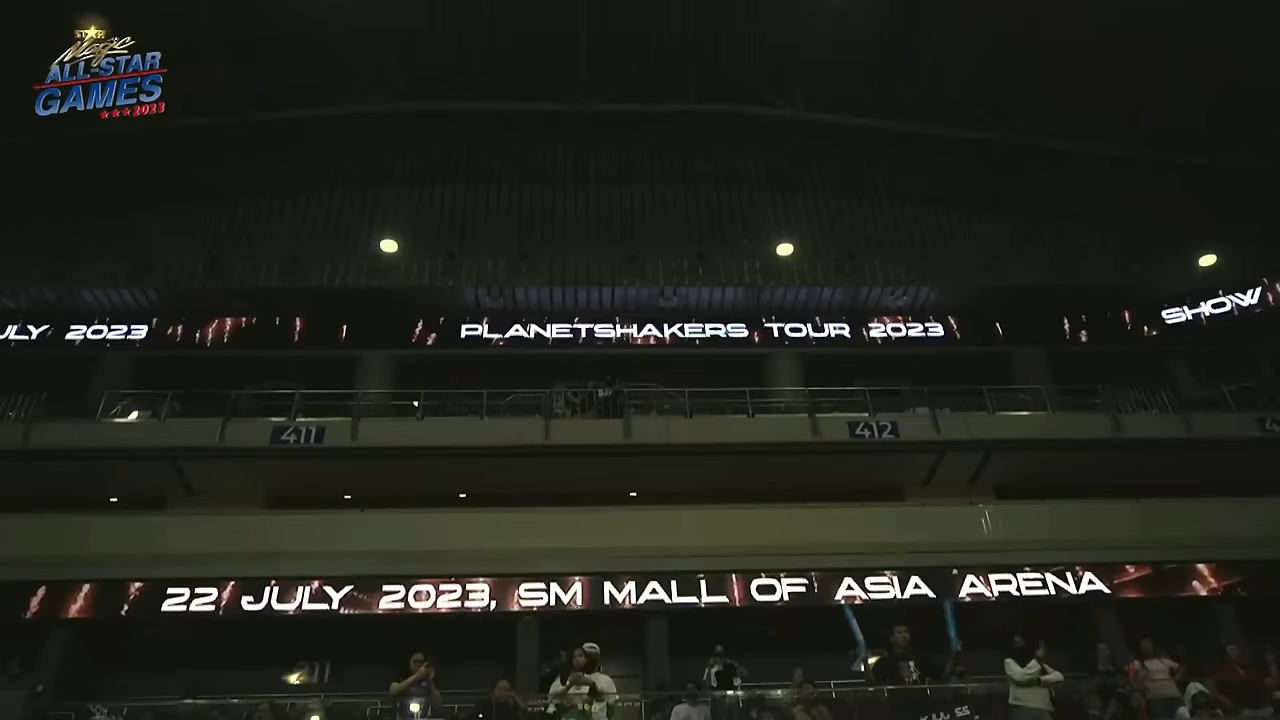 STAR
Magic
ALL-STAR
GAMES
2023
ULY 2023
PLANETSHAKERS TOUR 2023
SHOW
411
412
22 JULY 2023, SM MALL OF ASIA ARENA